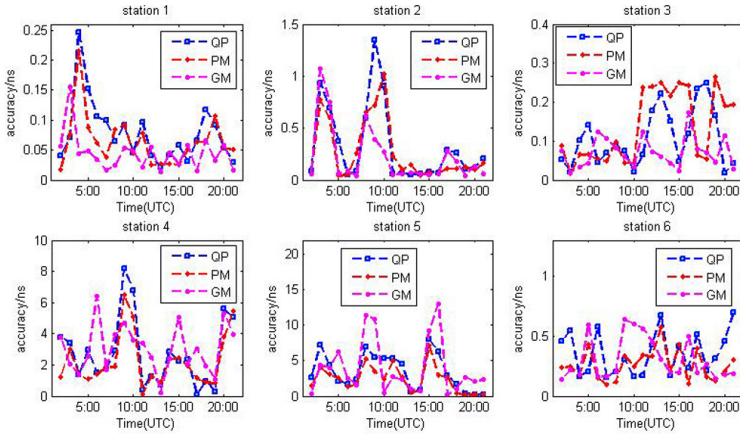 station 1
accuracy/ns
0.25
0.2
0.15
0.1
0.05
0
QP
PM
GM
5:00 10:00 15:00 20:00
Time(UTC)
station 2
accuracy/ns
1.5
1
0.5
0
QP
PM
GM
5:00 10:00 15:00 20:00
Time(UTC)
station 3
accuracy/ns
0.4
0.3
0.2
0.1
0
QP
PM
GM
5:00 10:00 15:00 20:00
Time(UTC)
station 4
accuracy/ns
10
8
6
4
2
0
QP
PM
GM
5:00 10:00 15:00 20:00
Time(UTC)
station 5
accuracy/ns
20
15
10
5
0
QP
PM
GM
5:00 10:00 15:00 20:00
Time(UTC)
station 6
accuracy/ns
1
0.5
0
QP
PM
GM
5:00 10:00 15:00 20:00
Time(UTC)